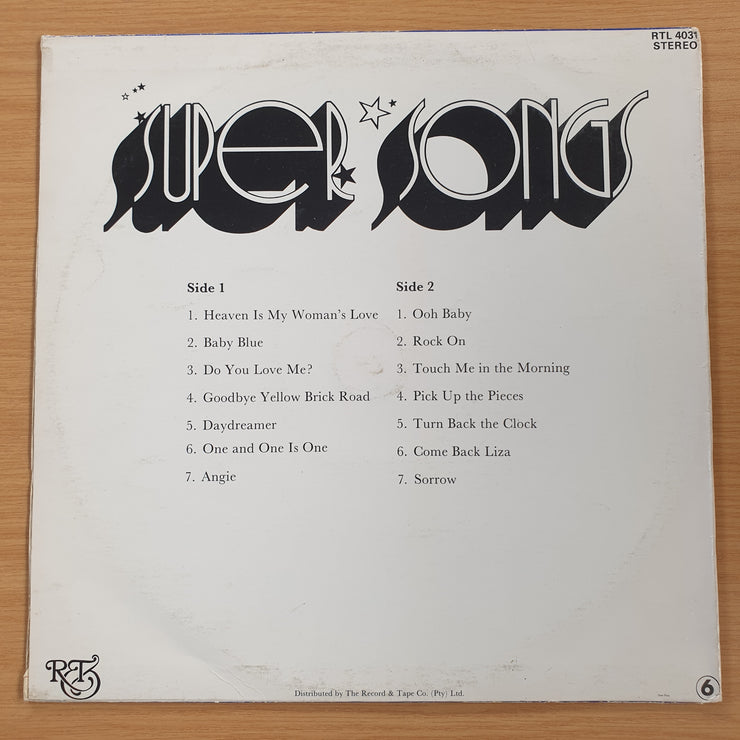 RTL 4031
STEREO
SUPER SONGS
Side 1
1. Heaven Is My Woman's Love
2. Baby Blue
3. Do You Love Me?
4. Goodbye Yellow Brick Road
5. Daydreamer
6. One and One Is One
7. Angie
Side 2
1. Ooh Baby
2. Rock On
3. Touch Me in the Morning
4. Pick Up the Pieces
5. Turn Back the Clock
6. Come Back Liza
7. Sorrow
RTC
Distributed by The Record & Tape Co. (Pty) Ltd.
6